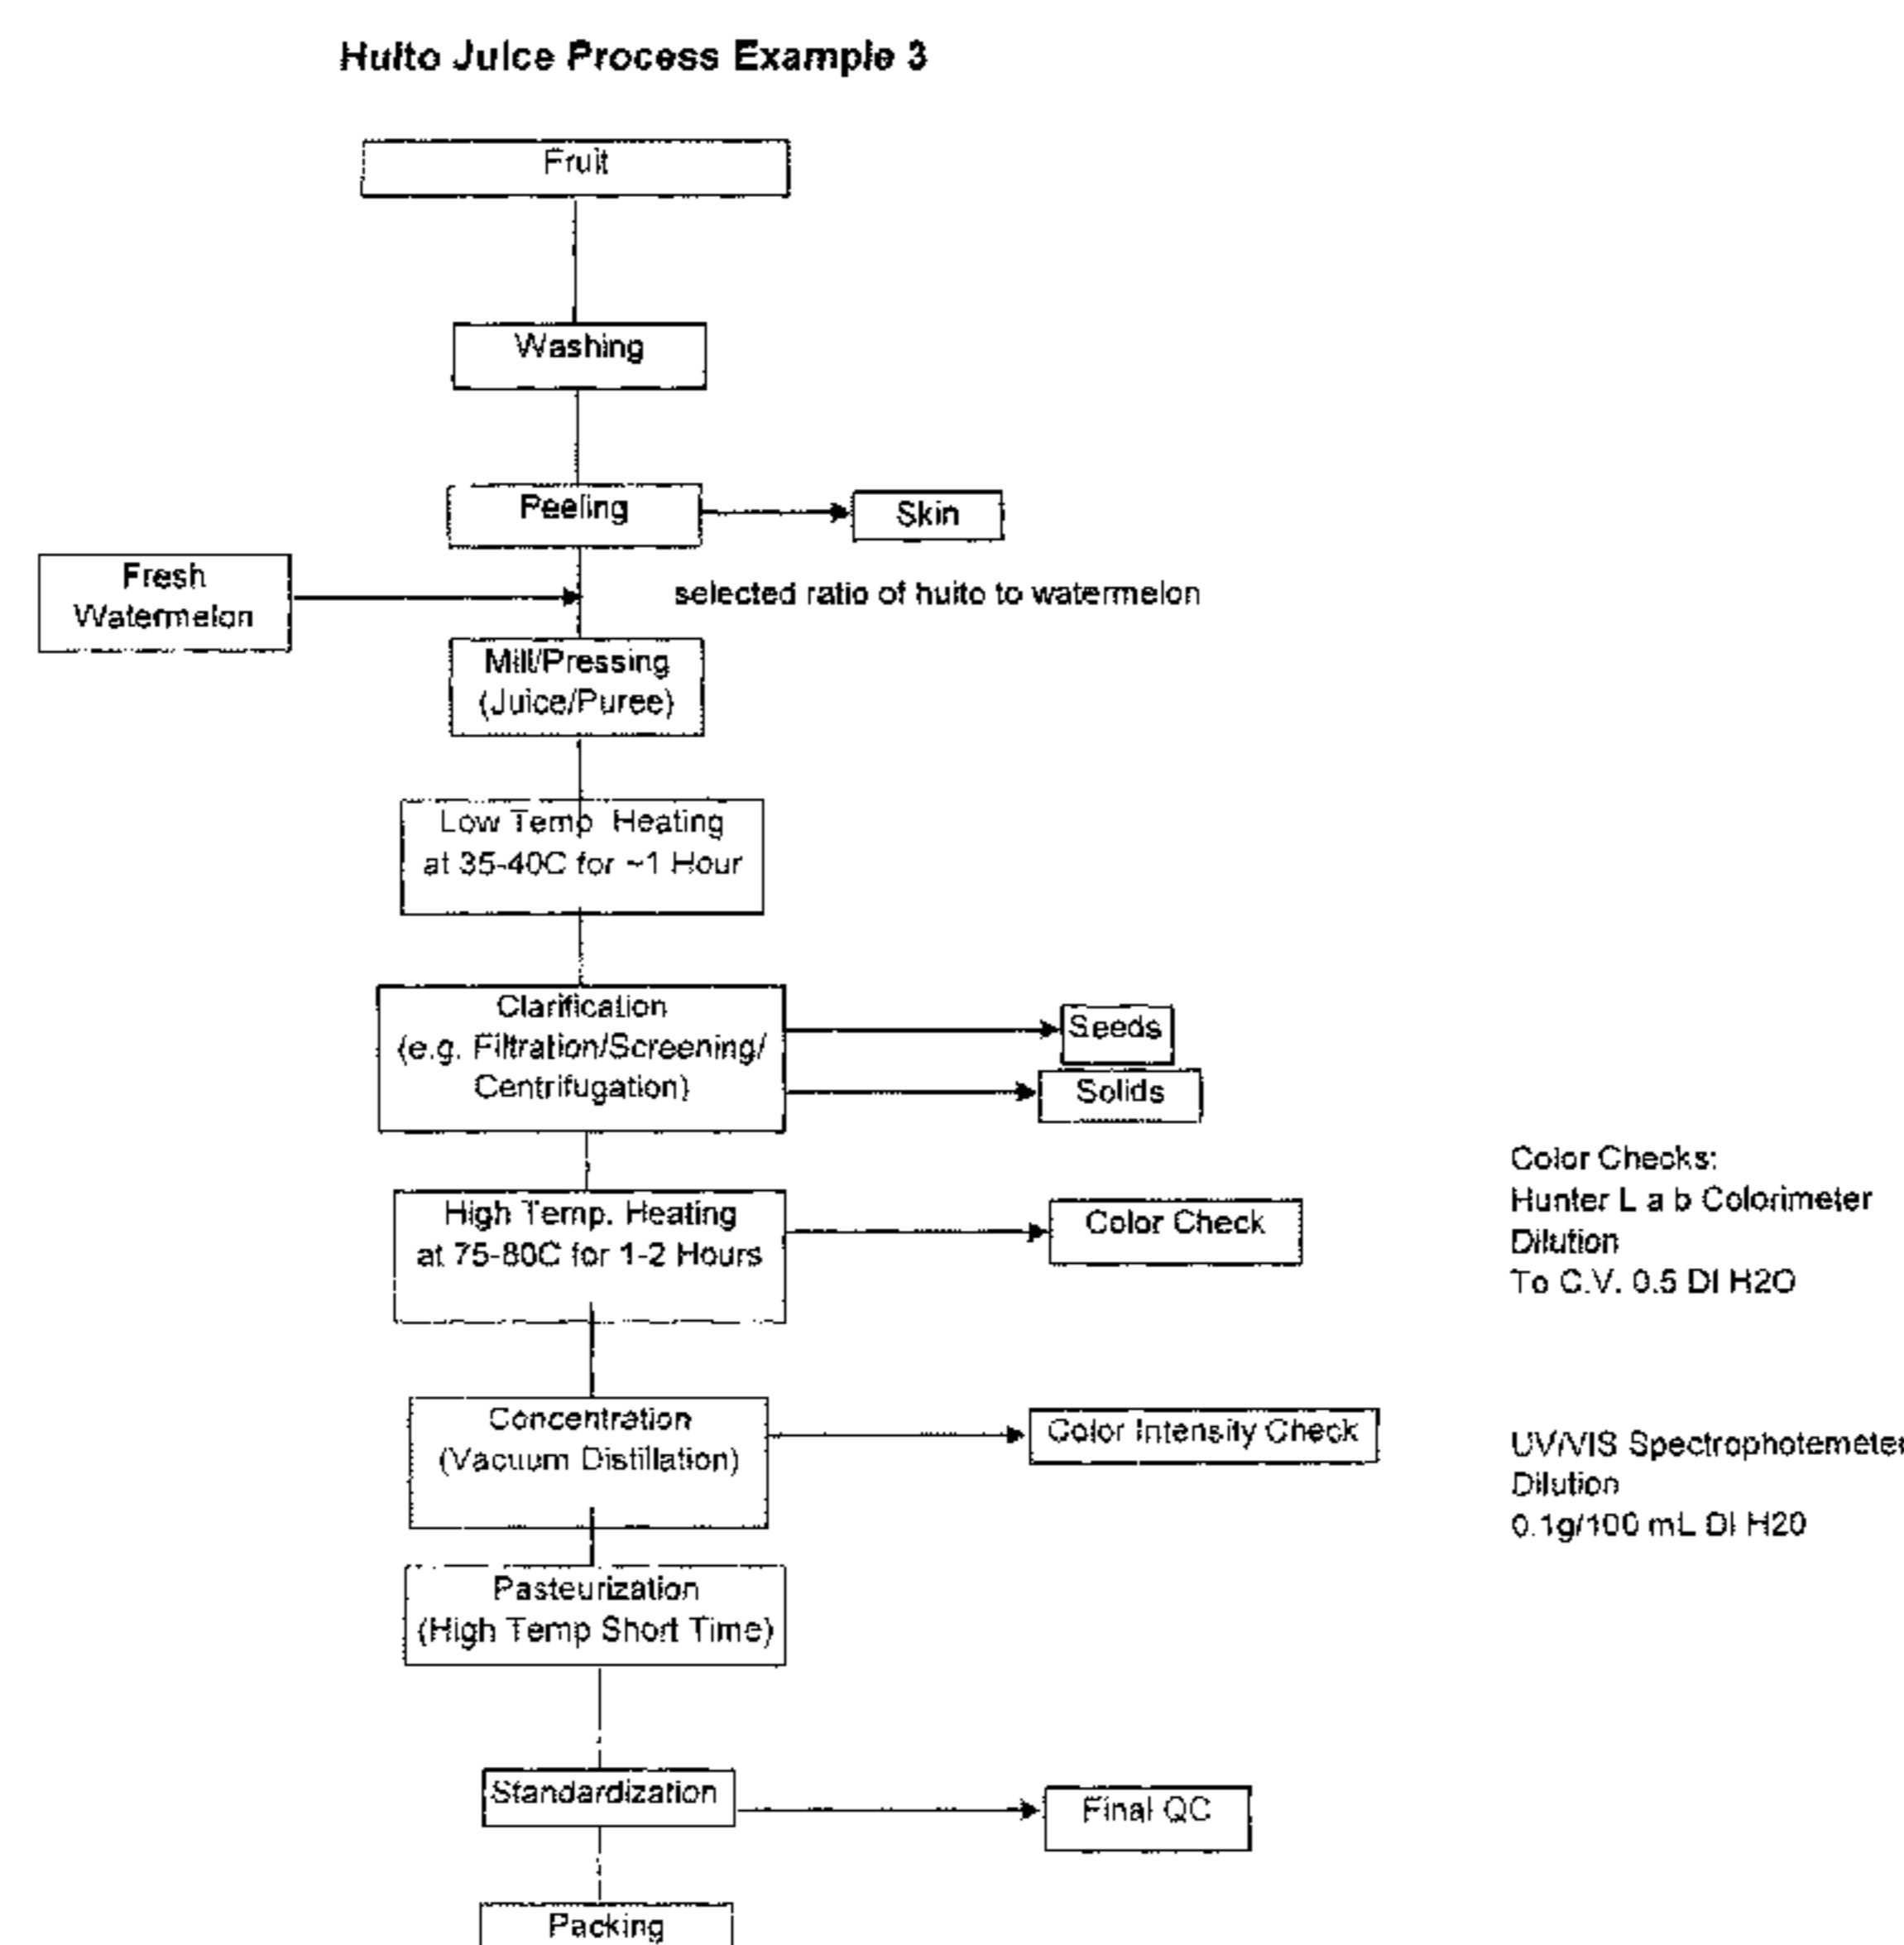 Huito Juice Process Example 3
Fruit
Washing
Peeling
Skin
Fresh
Watermelon
selected ratio of huito to watermelon
Mill/Pressing
(Juice/Puree)
Low Temp Heating
at 35-40C for ~1 Hour
Clarification
(e.g. Filtration/Screening/
Centrifugation)
Seeds
Solids
High Temp. Heating
at 75-80C for 1-2 Hours
Color Check
Color Checks:
Hunter L a b Colorimeter
Dilution
To C.V. 0.5 DI H2O
Concentration
(Vacuum Distillation)
Color Intensity Check
UV/VIS Spectrophotemeter
Dilution
0.1g/100 mL DI H20
Pasteurization
(High Temp Short Time)
Standardization
Final QC
Packing